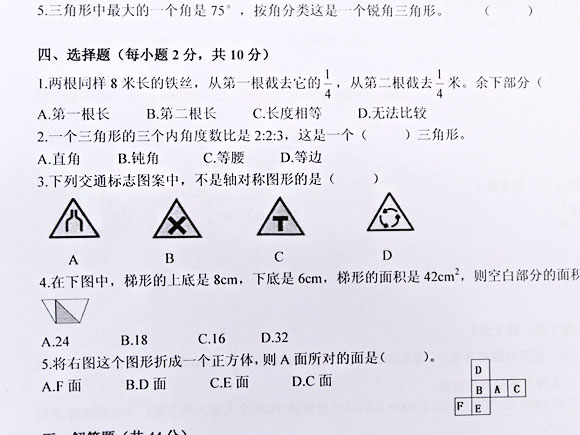 5.三角形中最大的一个角是 75°，按角分类这是一个锐角三角形。 （ ）
四、选择题（每小题 2 分，共 10 分）
1.两根同样 8 米长的铁丝，从第一根截去它的1/4，从第二根截去1/4米。余下部分（
A.第一根长 B.第二根长 C.长度相等 D.无法比较
2.一个三角形的三个内角度数比是 2:2:3，这是一个（ ）三角形。
A.直角 B.钝角 C.等腰 D.等边
3.下列交通标志图案中，不是轴对称图形的是（ ）
A B C D
4.在下图中，梯形的上底是 8cm，下底是 6cm，梯形的面积是 42cm²，则空白部分的面积
A.24 B.18 C.16 D.32
5.将右图这个图形折成一个正方体,则 A 面所对的面是( )。
A.F 面 B.D 面 C.E 面 D.C 面
D
B A C
F E